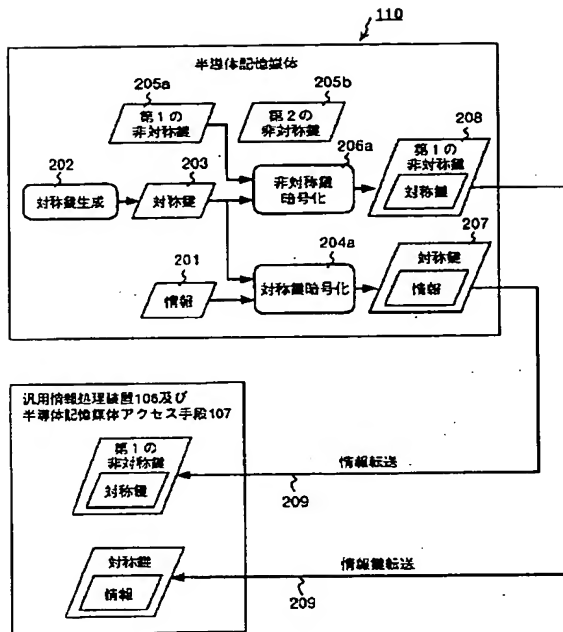 110
半導体記憶媒体
205a
205b
第1の
非対称鍵
第2の
非対称鍵
208
第1の
非対称鍵
対称鍵
206a
非対称鍵
暗号化
202
対称鍵生成
203
対称鍵
207
対称鍵
情報
204a
対称鍵暗号化
201
情報
汎用情報処理装置106及び
半導体記憶媒体アクセス手段107
第1の
非対称鍵
対称鍵
情報転送
209
対称鍵
情報
情報鍵転送
209